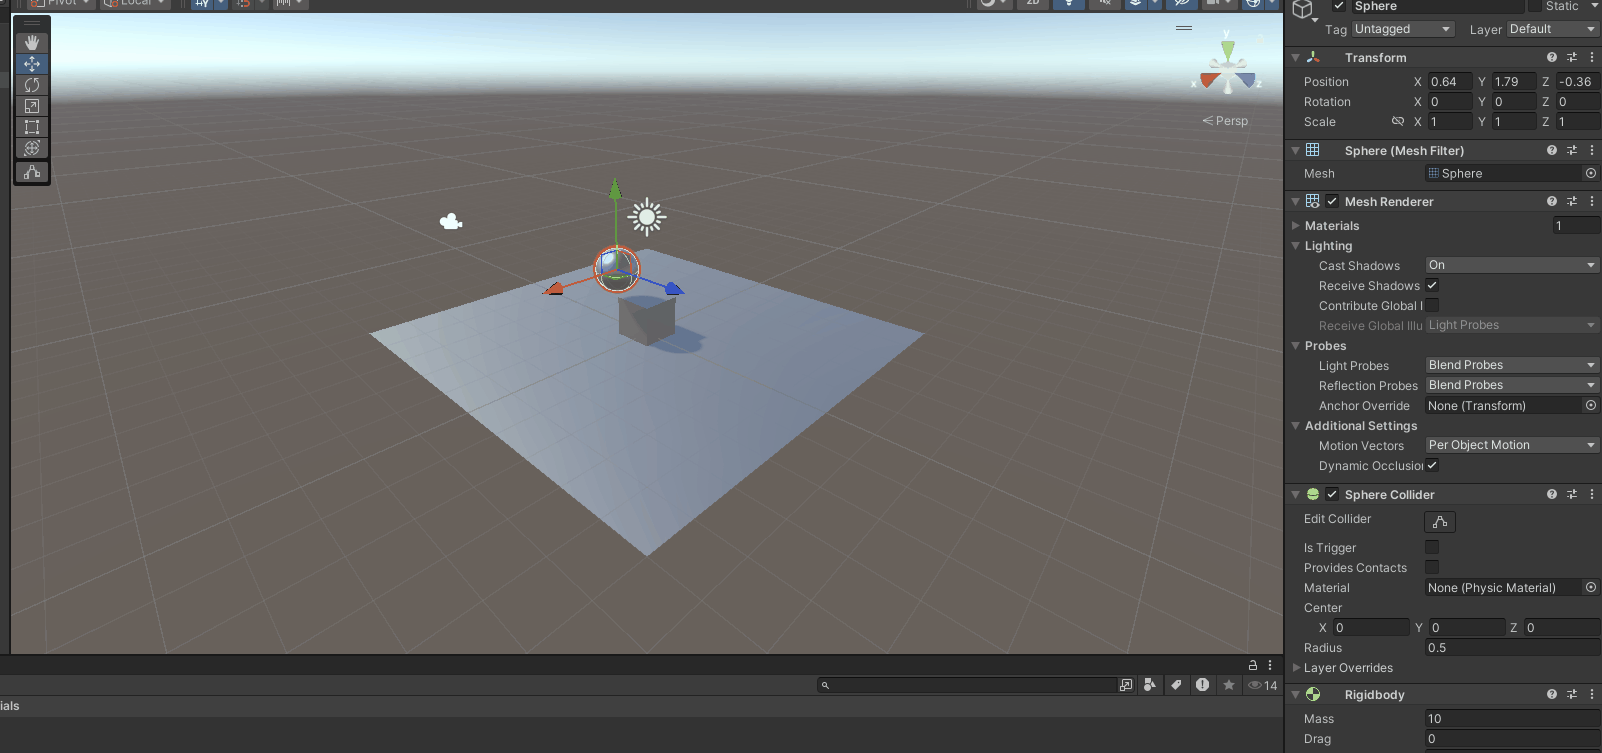 Pivot
Local
2D
Sphere
Static
Tag Untagged Layer Default
Transform
Position X 0.64 Y 1.79 Z -0.36
Rotation X 0 Y 0 Z 0
Scale X 1 Y 1 Z 1
y
x z
Persp
Sphere (Mesh Filter)
Mesh Sphere
Mesh Renderer
Materials 1
Lighting
Cast Shadows On
Receive Shadows
Contribute Global I
Receive Global Illu Light Probes
Probes
Light Probes Blend Probes
Reflection Probes Blend Probes
Anchor Override None (Transform)
Additional Settings
Motion Vectors Per Object Motion
Dynamic Occlusion
Sphere Collider
Edit Collider
Is Trigger
Provides Contacts
Material None (Physic Material)
Center
X 0 Y 0 Z 0
Radius 0.5
Layer Overrides
14
Rigidbody
ials
Mass 10
Drag 0